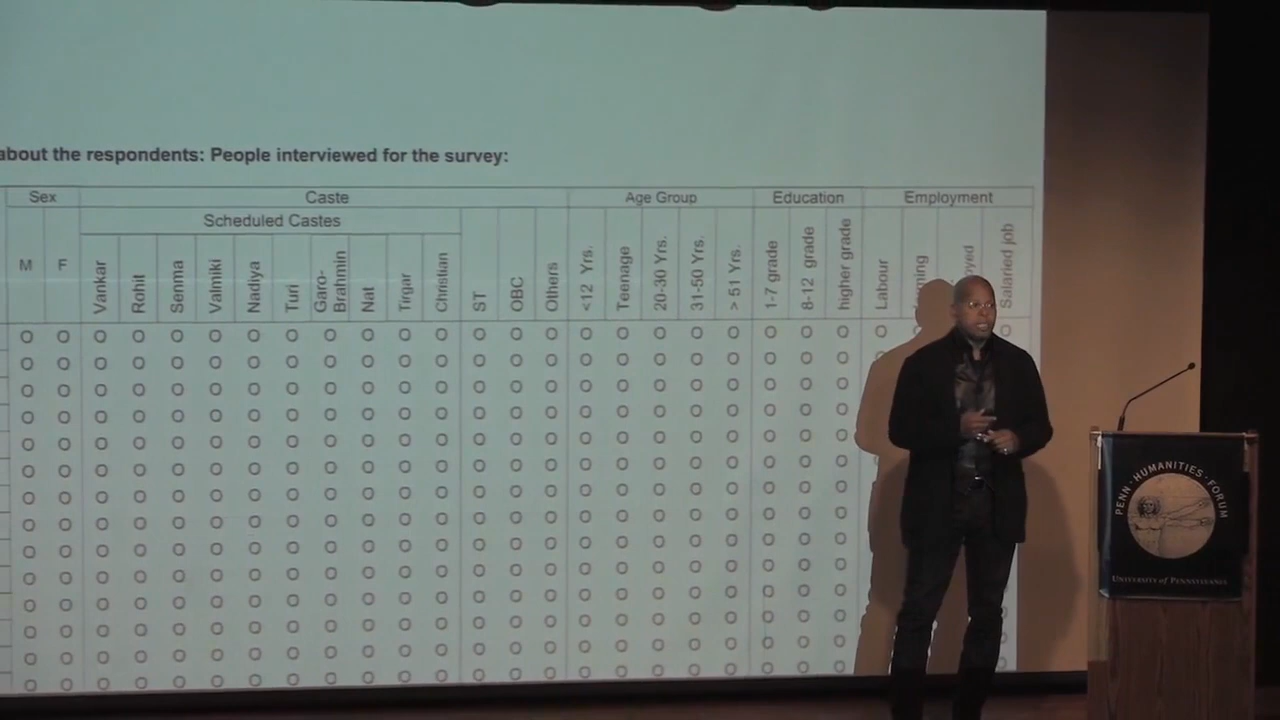 about the respondents: People interviewed for the survey:
Sex Caste Age Group Education Employment
Scheduled Castes
M F Vankar Rohit Senma Valmiki Nadiya Turi Garo-Brahmin Nat Tirgar Christian ST OBC Others <12 Yrs. Teenage 20-30 Yrs. 31-50 Yrs. > 51 Yrs. 1-7 grade 8-12 grade higher grade Labour Salaried job
PENN · HUMANITIES · FORUM
UNIVERSITY of PENNSYLVANIA